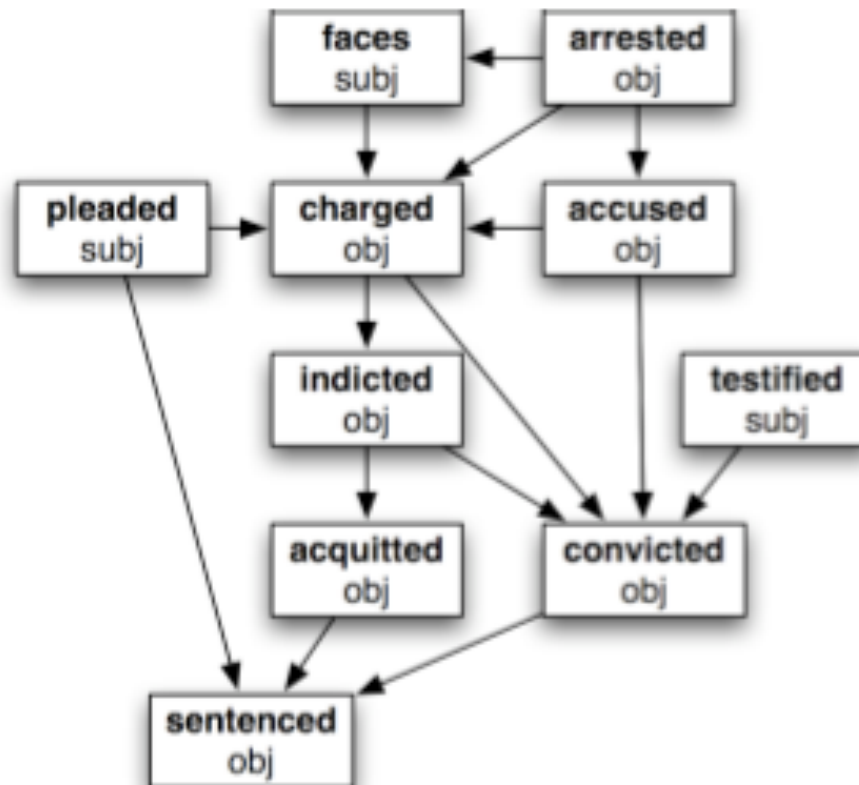 faces
subj
arrested
obj
pleaded
subj
charged
obj
accused
obj
indicted
obj
testified
subj
acquitted
obj
convicted
obj
sentenced
obj